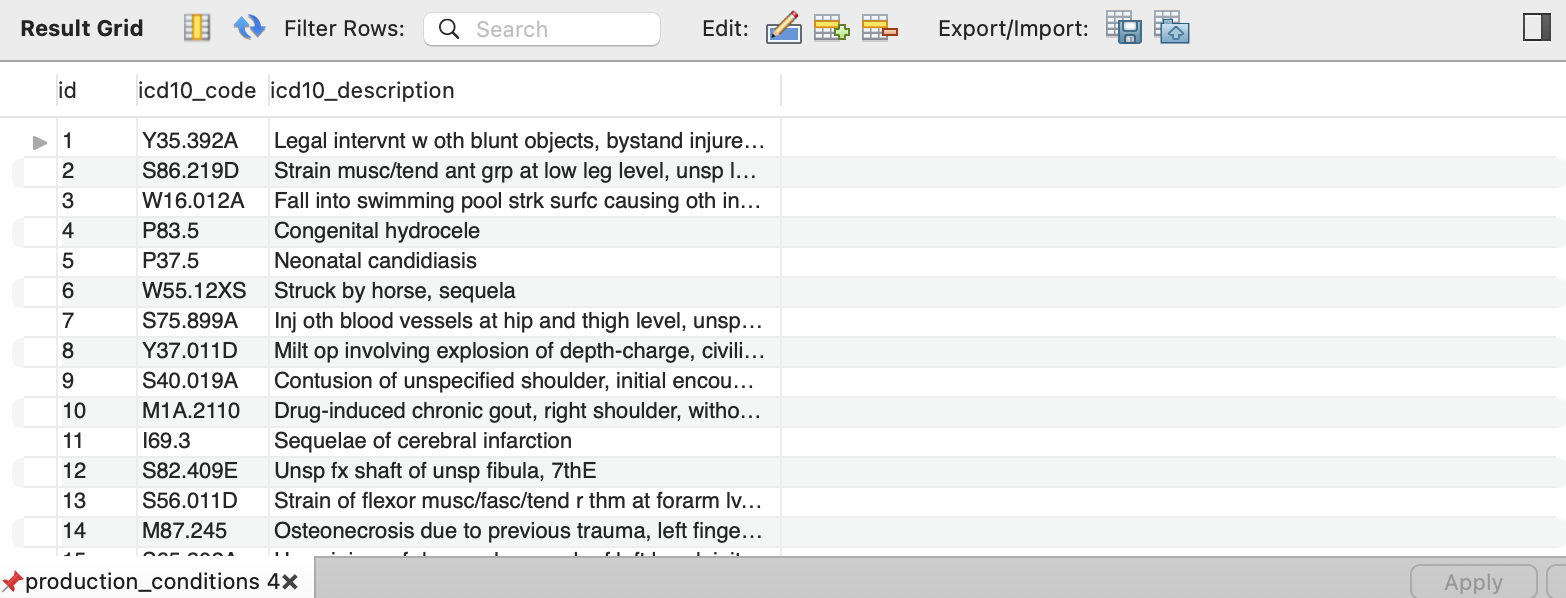 Result Grid Filter Rows: Search Edit: Export/Import:
id icd10_code icd10_description
1 Y35.392A Legal intervnt w oth blunt objects, bystand injure...
2 S86.219D Strain musc/tend ant grp at low leg level, unsp l...
3 W16.012A Fall into swimming pool strk surfc causing oth in...
4 P83.5 Congenital hydrocele
5 P37.5 Neonatal candidiasis
6 W55.12XS Struck by horse, sequela
7 S75.899A Inj oth blood vessels at hip and thigh level, unsp...
8 Y37.011D Milt op involving explosion of depth-charge, civili...
9 S40.019A Contusion of unspecified shoulder, initial encou...
10 M1A.2110 Drug-induced chronic gout, right shoulder, witho...
11 I69.3 Sequelae of cerebral infarction
12 S82.409E Unsp fx shaft of unsp fibula, 7thE
13 S56.011D Strain of flexor musc/fasc/tend r thm at forarm lv...
14 M87.245 Osteonecrosis due to previous trauma, left finge...
15
production_conditions 4 Apply